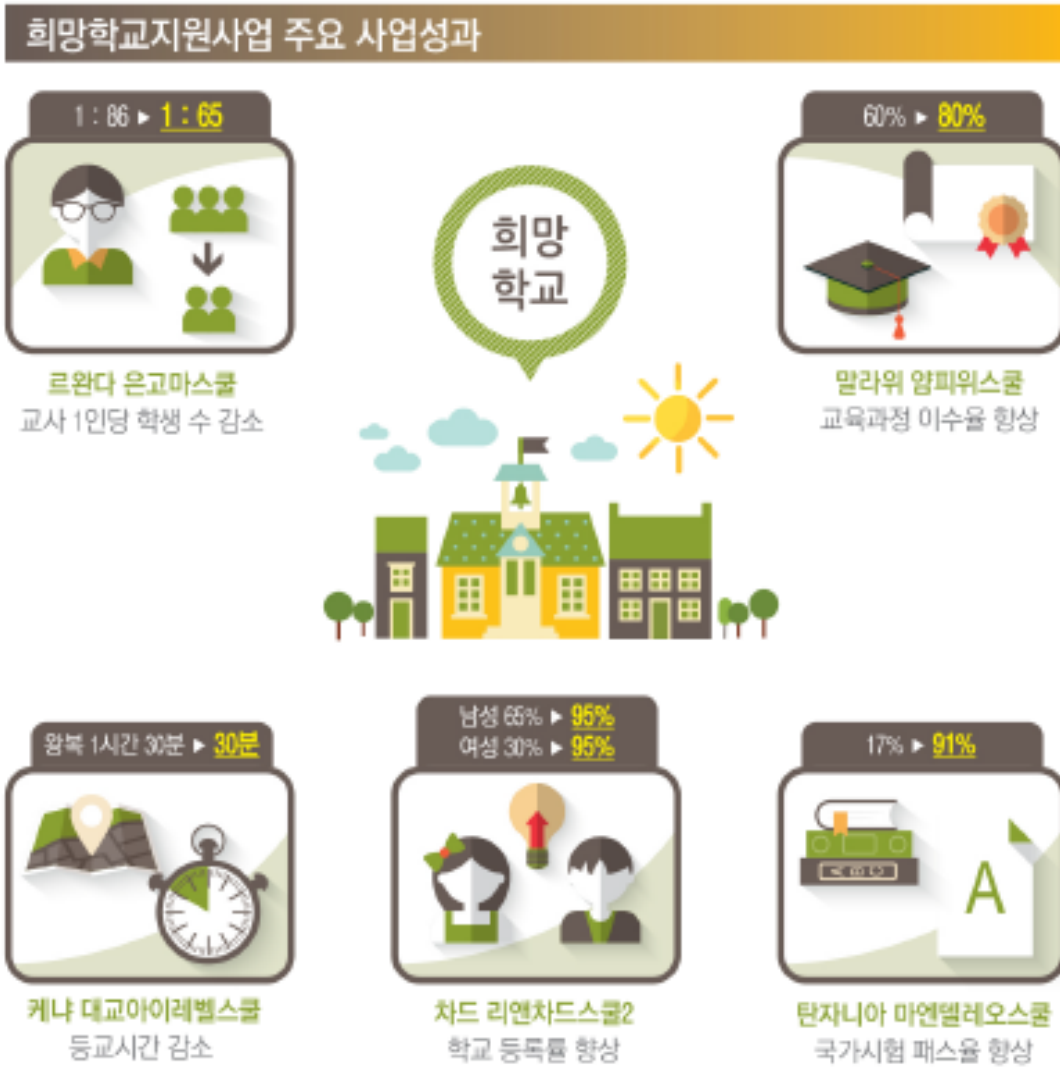 희망학교지원사업 주요 사업성과
1 : 86 ▶ 1 : 65
르완다 은고마스쿨
교사 1인당 학생 수 감소
희망
학교
60% ▶ 80%
말라위 얌피위스쿨
교육과정 이수율 향상
왕복 1시간 30분 ▶ 30분
케냐 대교아이레벨스쿨
등교시간 감소
남성 65% ▶ 95%
여성 30% ▶ 95%
차드 리앤차드스쿨2
학교 등록률 향상
17% ▶ 91%
A
탄자니아 마엔델레오스쿨
국가시험 패스율 향상